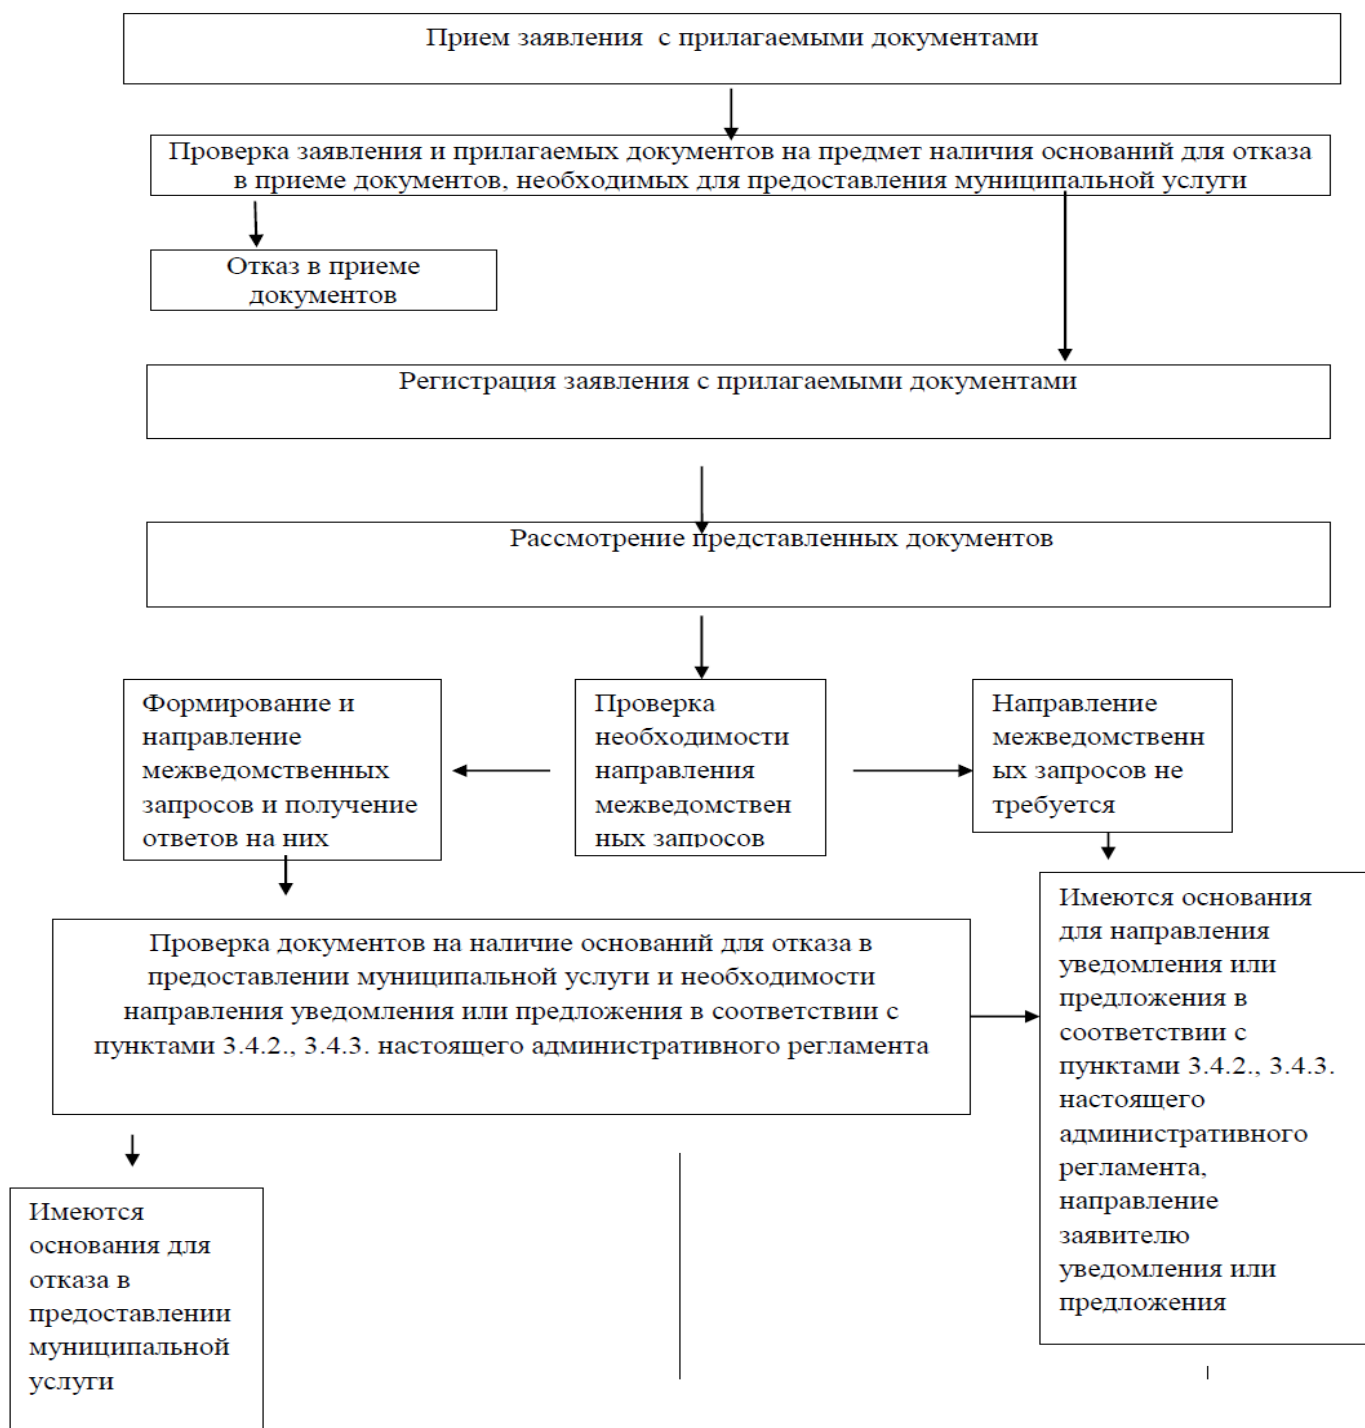 Прием заявления с прилагаемыми документами
Проверка заявления и прилагаемых документов на предмет наличия оснований для отказа
в приеме документов, необходимых для предоставления муниципальной услуги
Отказ в приеме
документов
Регистрация заявления с прилагаемыми документами
Рассмотрение представленных документов
Формирование и
направление
межведомственных
запросов и получение
ответов на них
Проверка
необходимости
направления
межведомствен
ных запросов
Направление
межведомственн
ых запросов не
требуется
Проверка документов на наличие оснований для отказа в
предоставлении муниципальной услуги и необходимости
направления уведомления или предложения в соответствии с
пунктами 3.4.2., 3.4.3. настоящего административного регламента
Имеются основания
для направления
уведомления или
предложения в
соответствии с
пунктами 3.4.2., 3.4.3.
настоящего
административного
регламента,
направление
заявителю
уведомления или
предложения
Имеются
основания для
отказа в
предоставлении
муниципальной
услуги